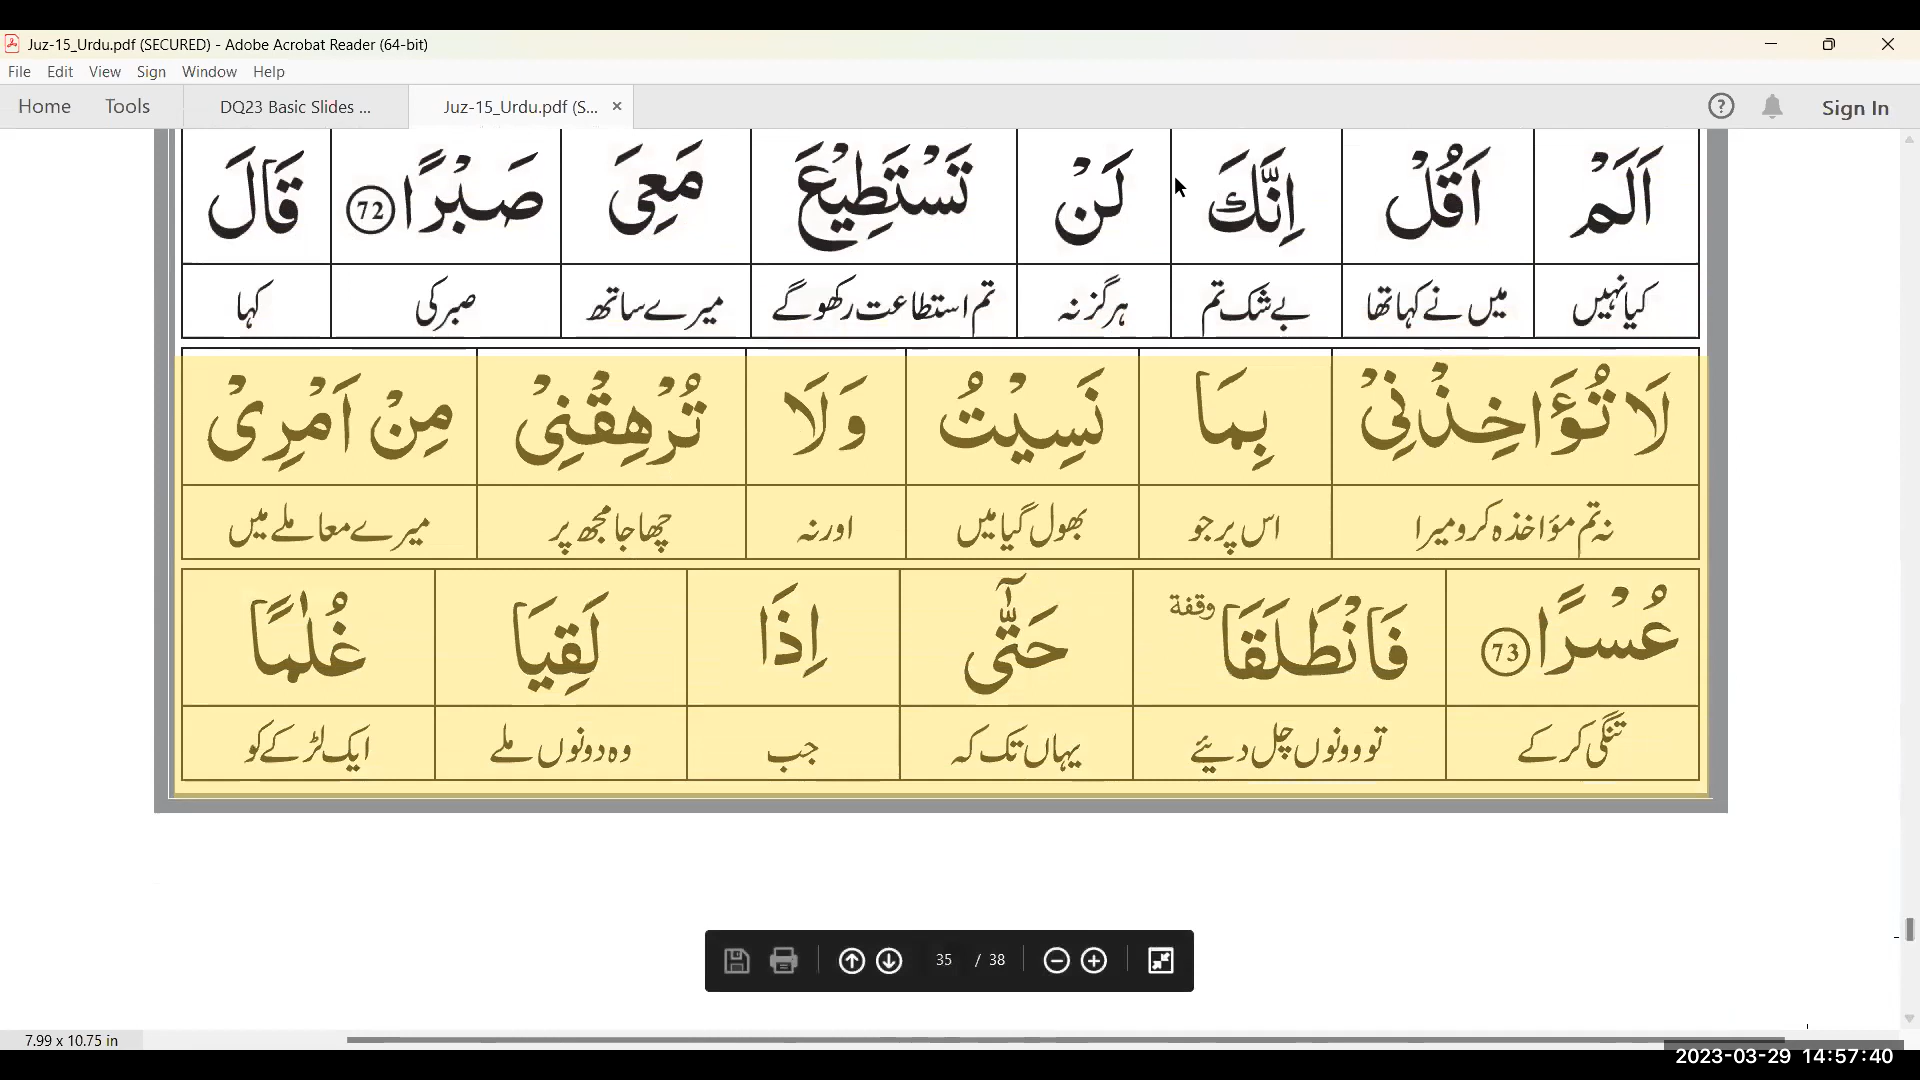 Juz-15_Urdu.pdf (SECURED) - Adobe Acrobat Reader (64-bit)
File Edit View Sign Window Help
Home Tools DQ23 Basic Slides ... Juz-15_Urdu.pdf (S... × ? Sign In
اَلَمْ اَقُلْ اِنَّكَ لَنْ تَسْتَطِيْعَ مَعِىَ صَبْرًا 72 قَالَ
کیا نہیں میں نے کہا تھا بے شک تم ہرگز نہ تم استطاعت رکھو گے میرے ساتھ صبر کی کہا
لَا تُؤَاخِذْنِىْ بِمَا نَسِيْتُ وَلَا تُرْهِقْنِىْ مِنْ اَمْرِىْ
نہ تم مؤاخذہ کرو میرا اس پر جو بھول گیا میں اور نہ چھا جا مجھ پر میرے معاملے میں
عُسْرًا 73 فَانْطَلَقَا وقفة حَتّٰٓى اِذَا لَقِيَا غُلٰمًا
تنگی کر کے تو وونوں چل دیئے یہاں تک کہ جب وہ دونوں ملے ایک لڑکے کو
35 / 38
7.99 x 10.75 in
2023-03-29 14:57:40